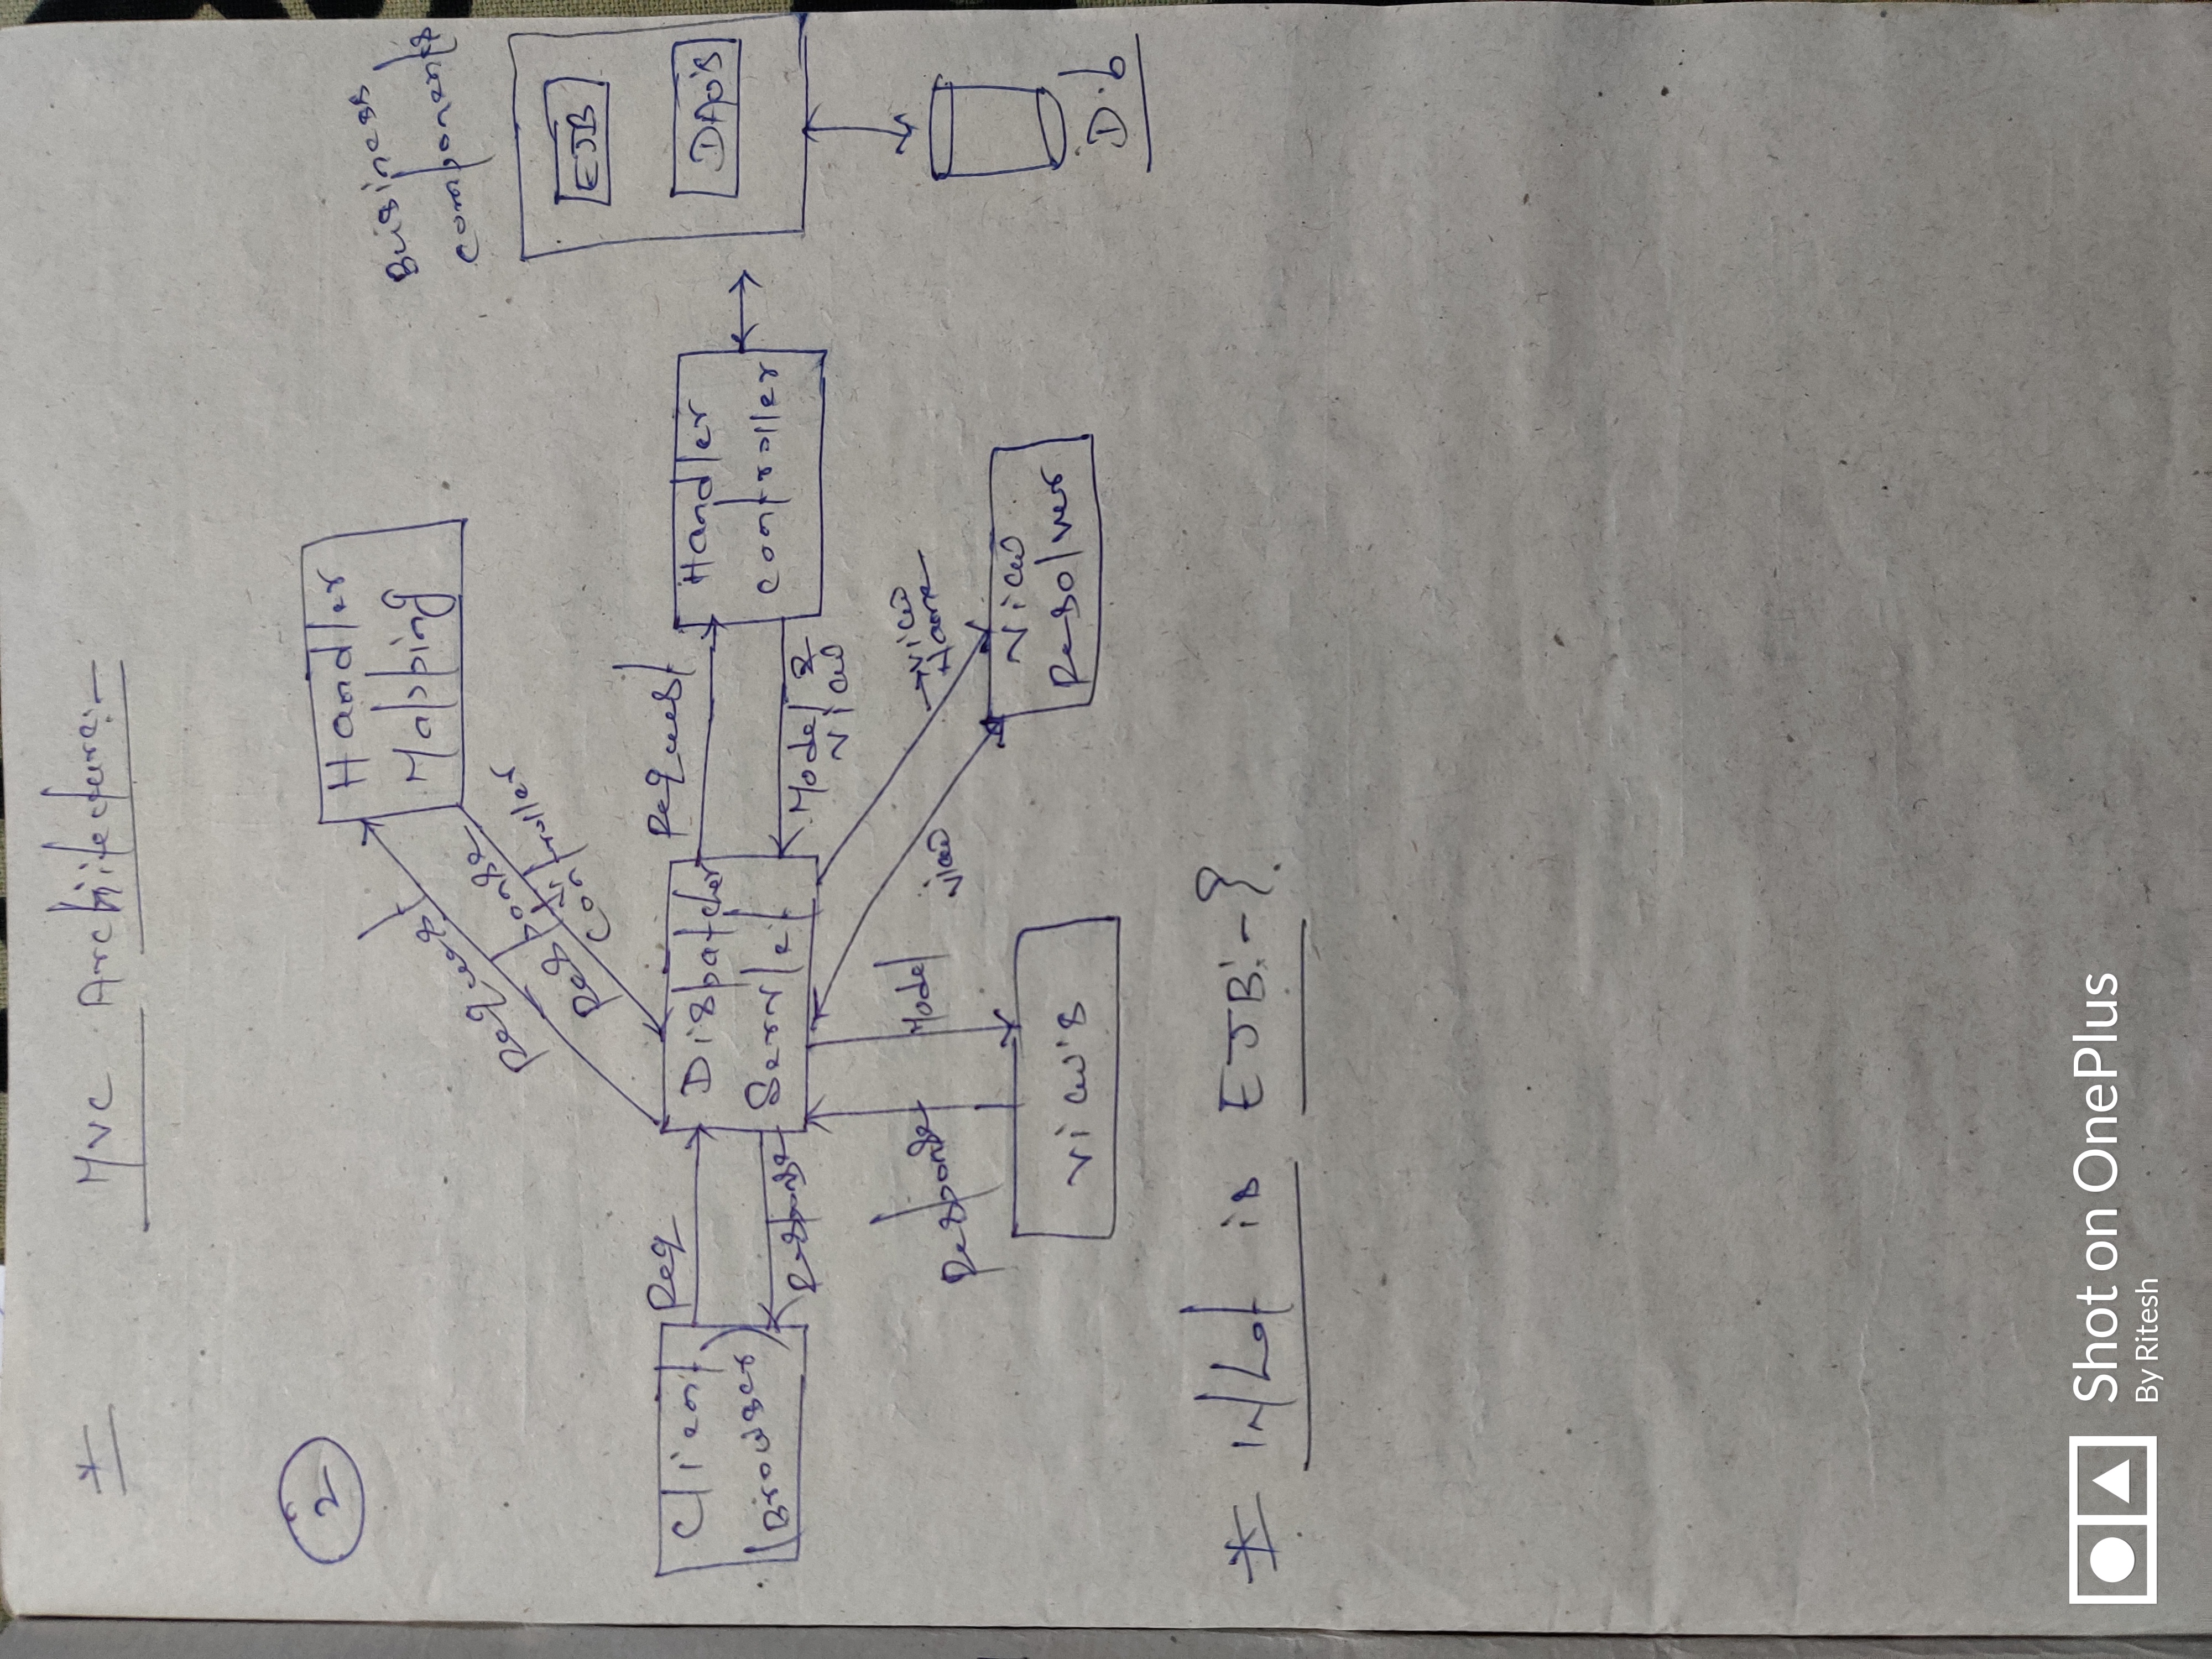 * MVC Architecture:-
2
Handler
Mapping
Business
components
Request
Response
controller
EJB
DAO's
Client
(Browser)
Req
Response
Dispatcher
Servlet
Request
Model &
view
Handler
controller
Response
Model
view
view
Name
view's
view
Resolver
D.b
* What is EJB:-?
Shot on OnePlus
By Ritesh